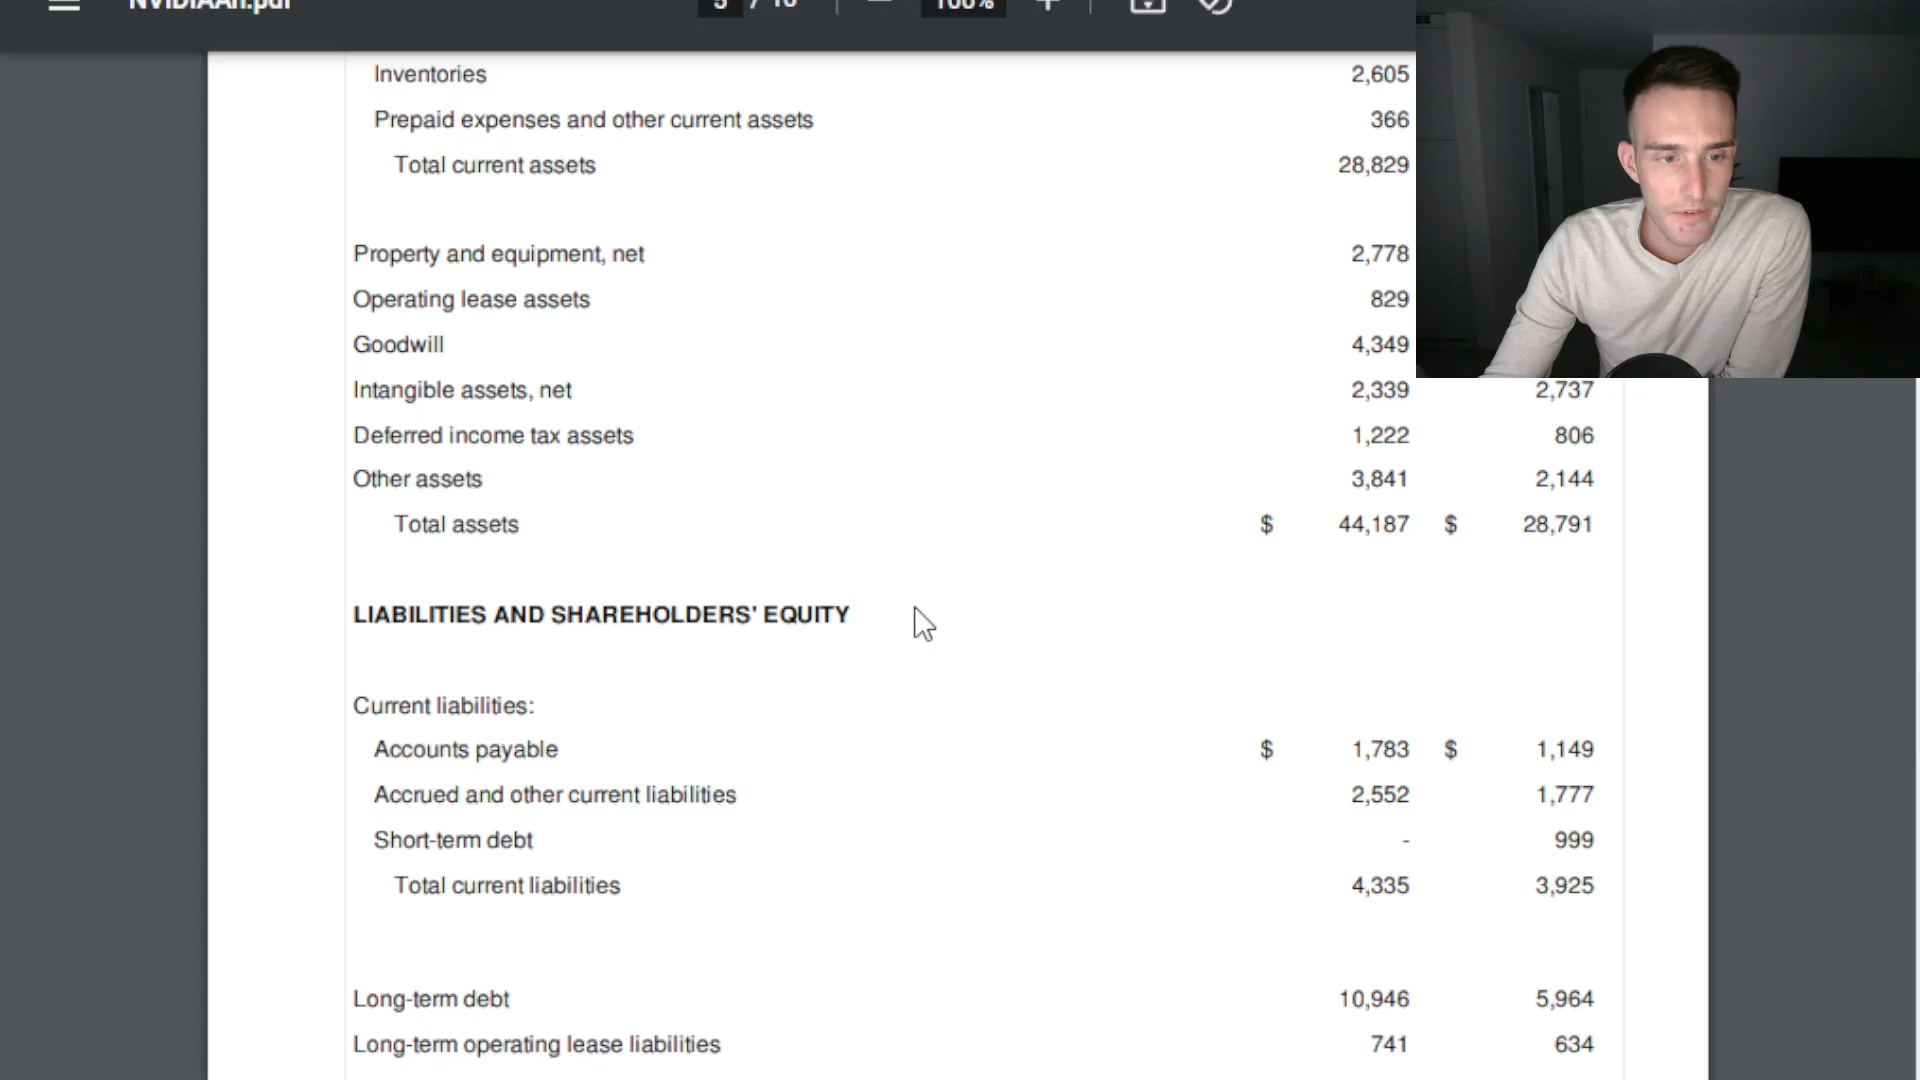 NVIDIAAn.pdf 5 / 10 100%
Inventories 2,605
Prepaid expenses and other current assets 366
Total current assets 28,829
Property and equipment, net 2,778
Operating lease assets 829
Goodwill 4,349
Intangible assets, net 2,339 2,737
Deferred income tax assets 1,222 806
Other assets 3,841 2,144
Total assets $ 44,187 $ 28,791
LIABILITIES AND SHAREHOLDERS' EQUITY
Current liabilities:
Accounts payable $ 1,783 $ 1,149
Accrued and other current liabilities 2,552 1,777
Short-term debt - 999
Total current liabilities 4,335 3,925
Long-term debt 10,946 5,964
Long-term operating lease liabilities 741 634